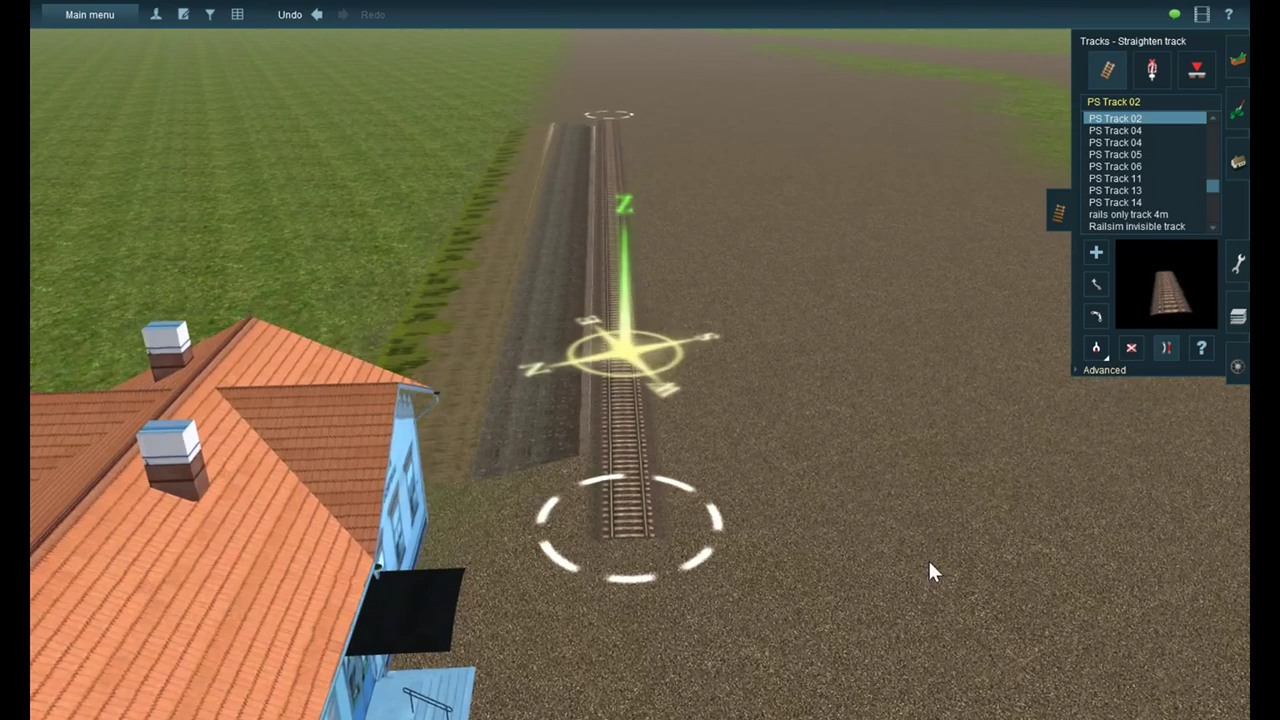 Main menu
Undo
Redo
?
Tracks - Straighten track
PS Track 02
PS Track 02
PS Track 04
PS Track 04
PS Track 05
PS Track 06
PS Track 11
PS Track 13
PS Track 14
rails only track 4m
Railsim invisible track
?
Advanced
Z
E
S
N
W